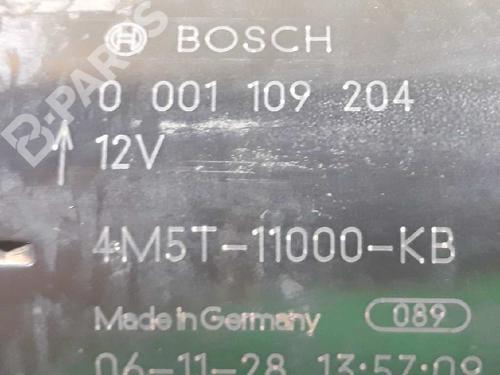 BOSCH
0 001 109 204
12V
4M5T-11000-KB
Made in Germany 089
06-11-28 13:57:09
B-PARTS